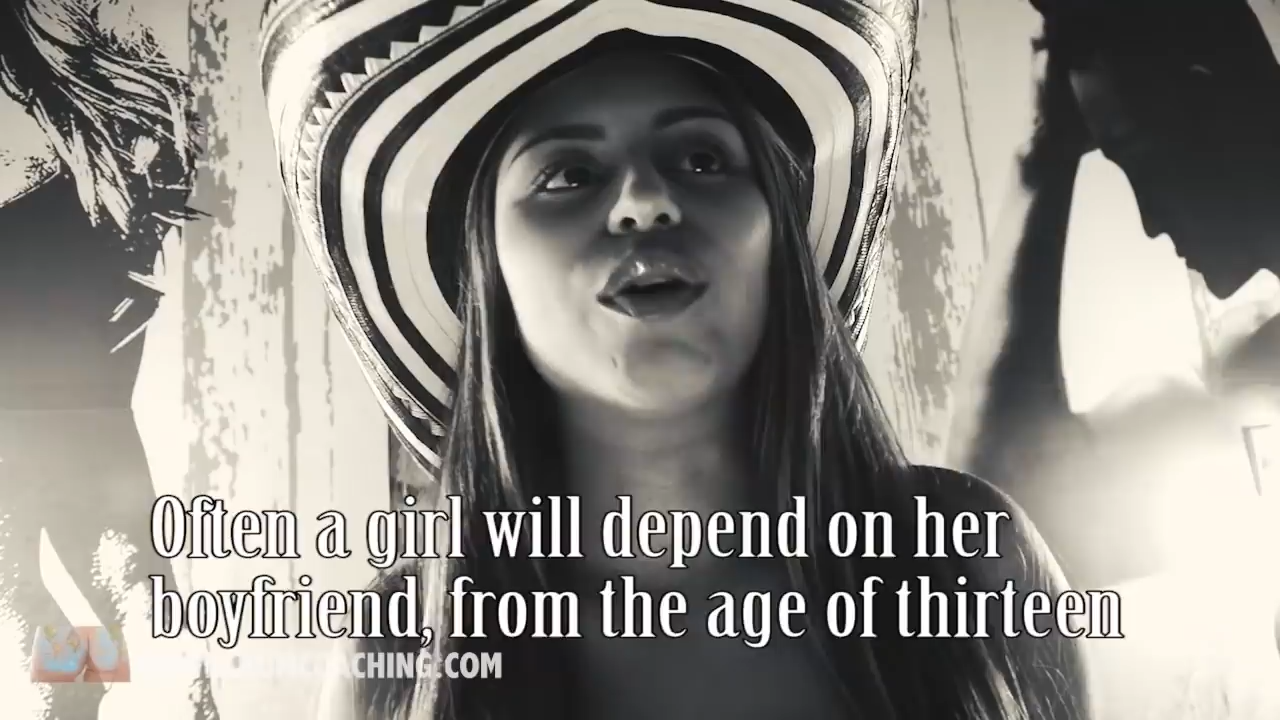 Often a girl will depend on her
boyfriend, from the age of thirteen